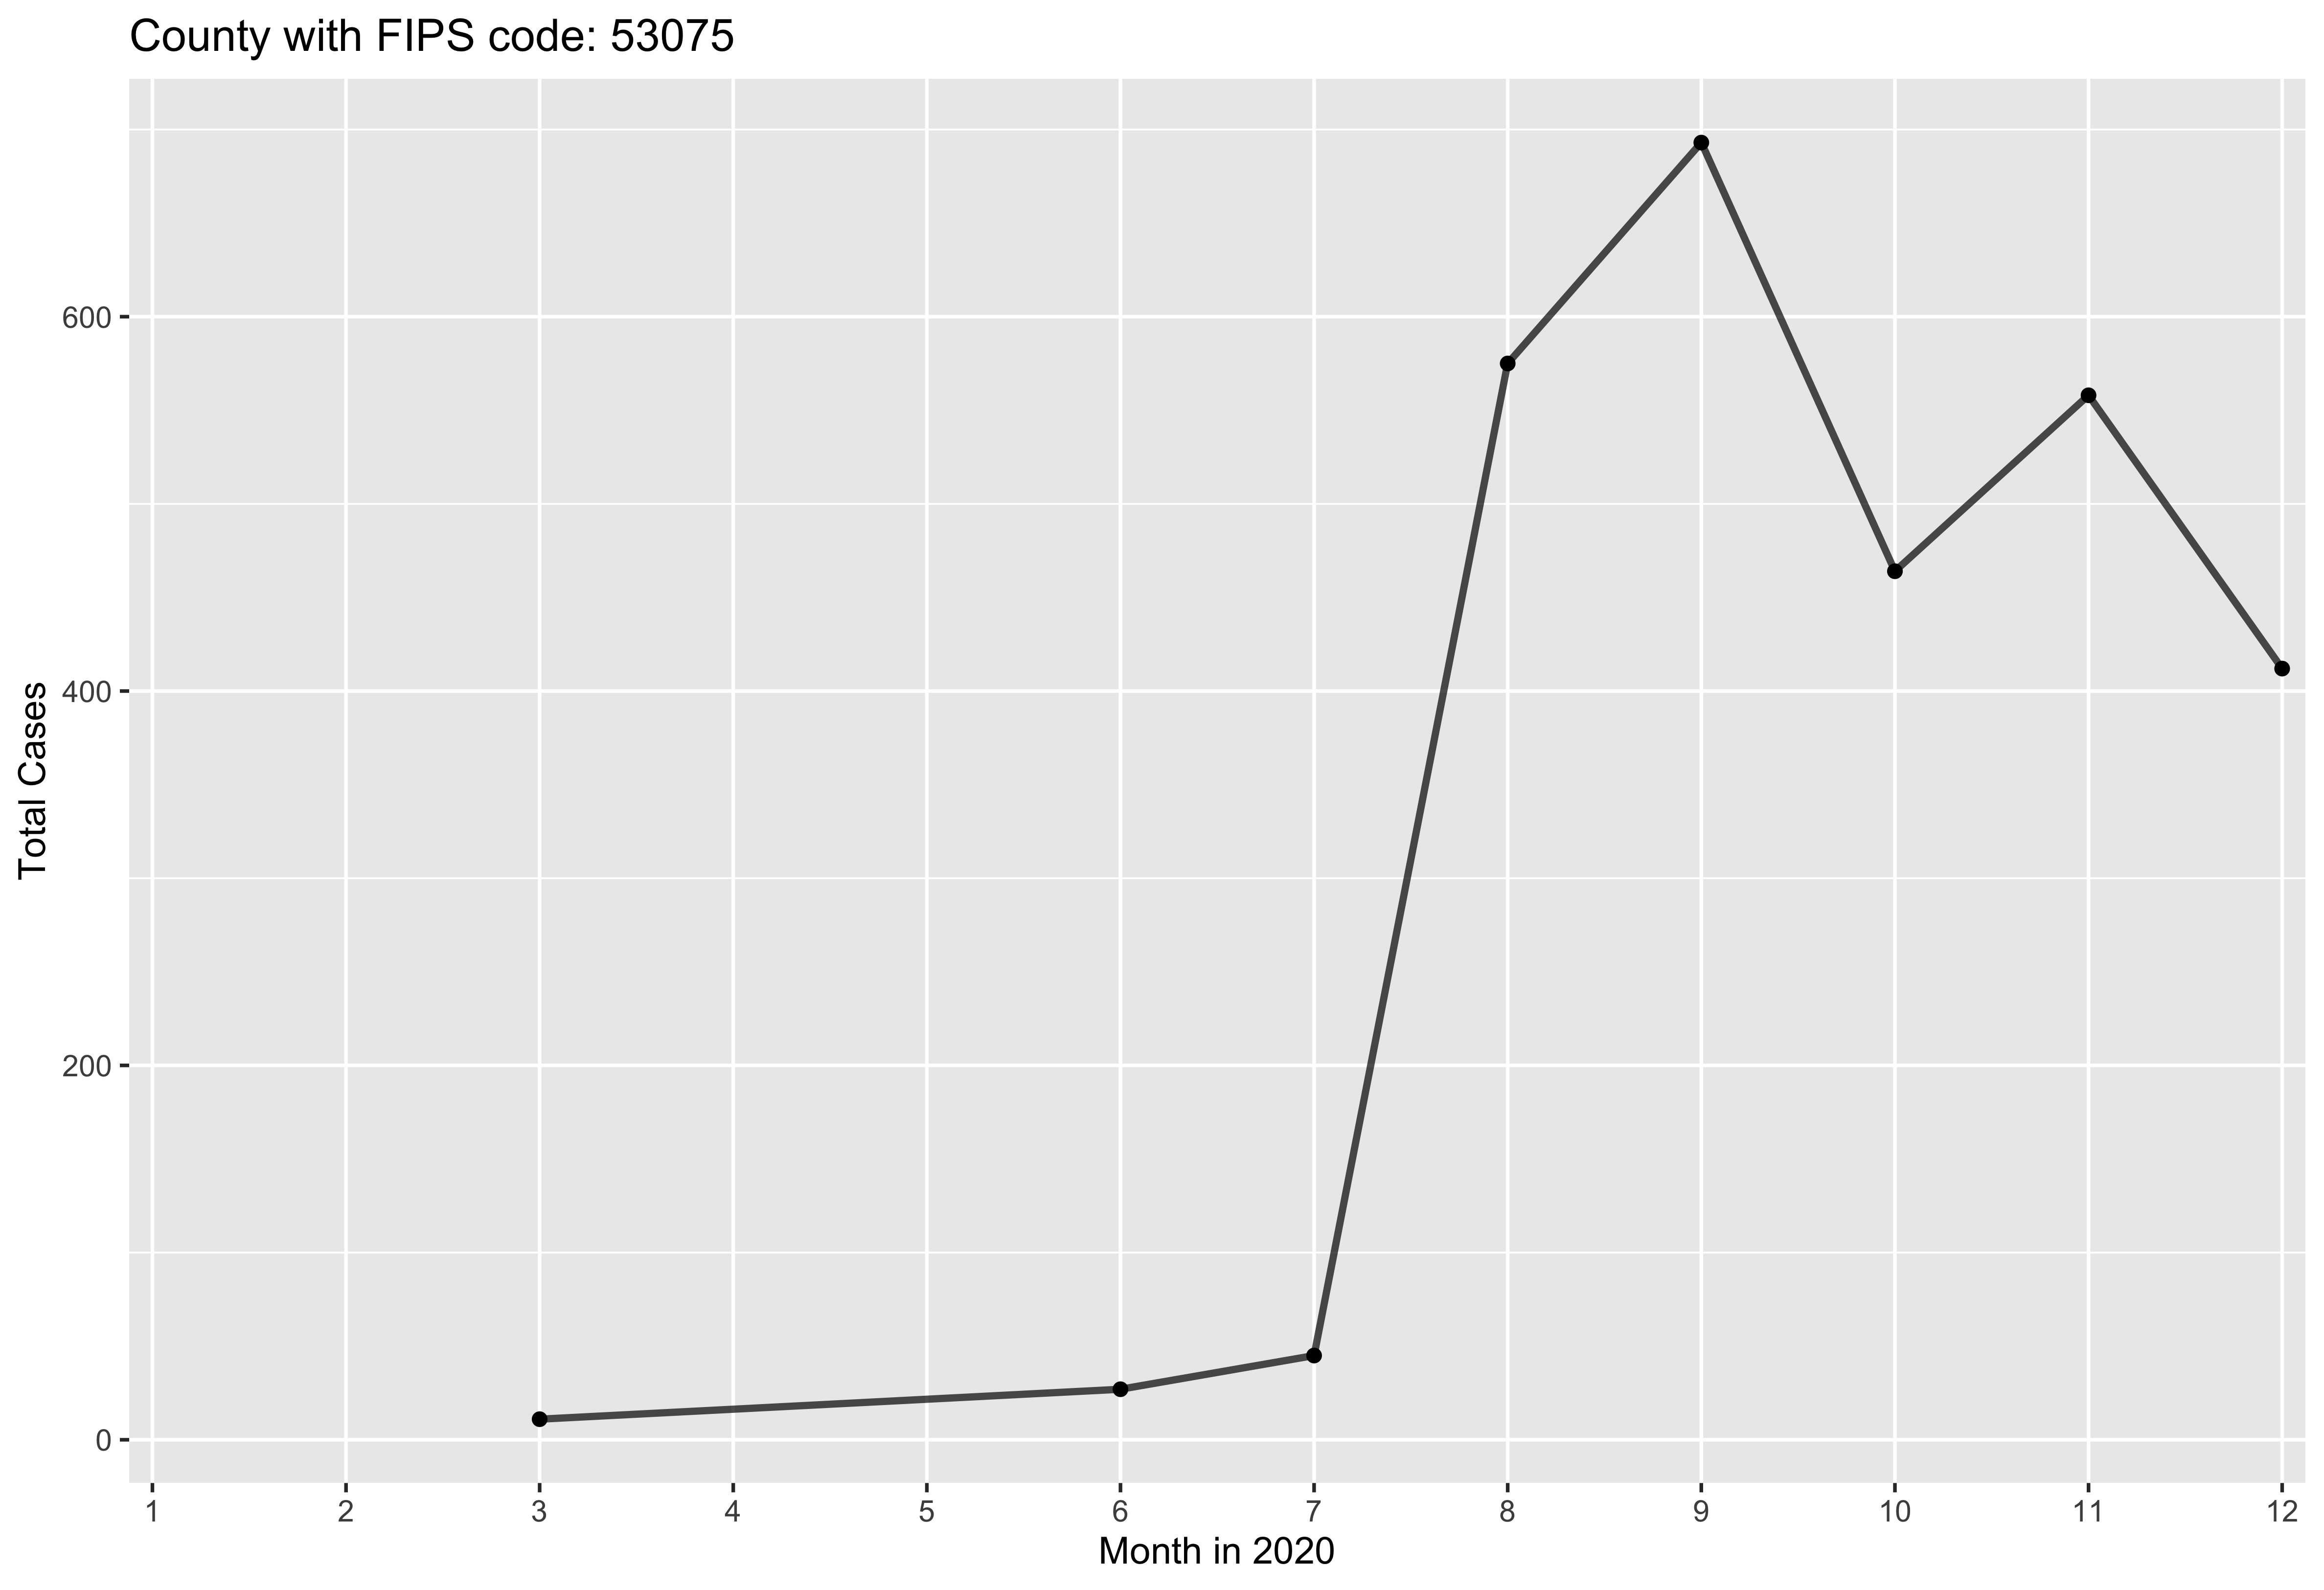 County with FIPS code: 53075
Total Cases
600
400
200
0
1 2 3 4 5 6 7 8 9 10 11 12
Month in 2020